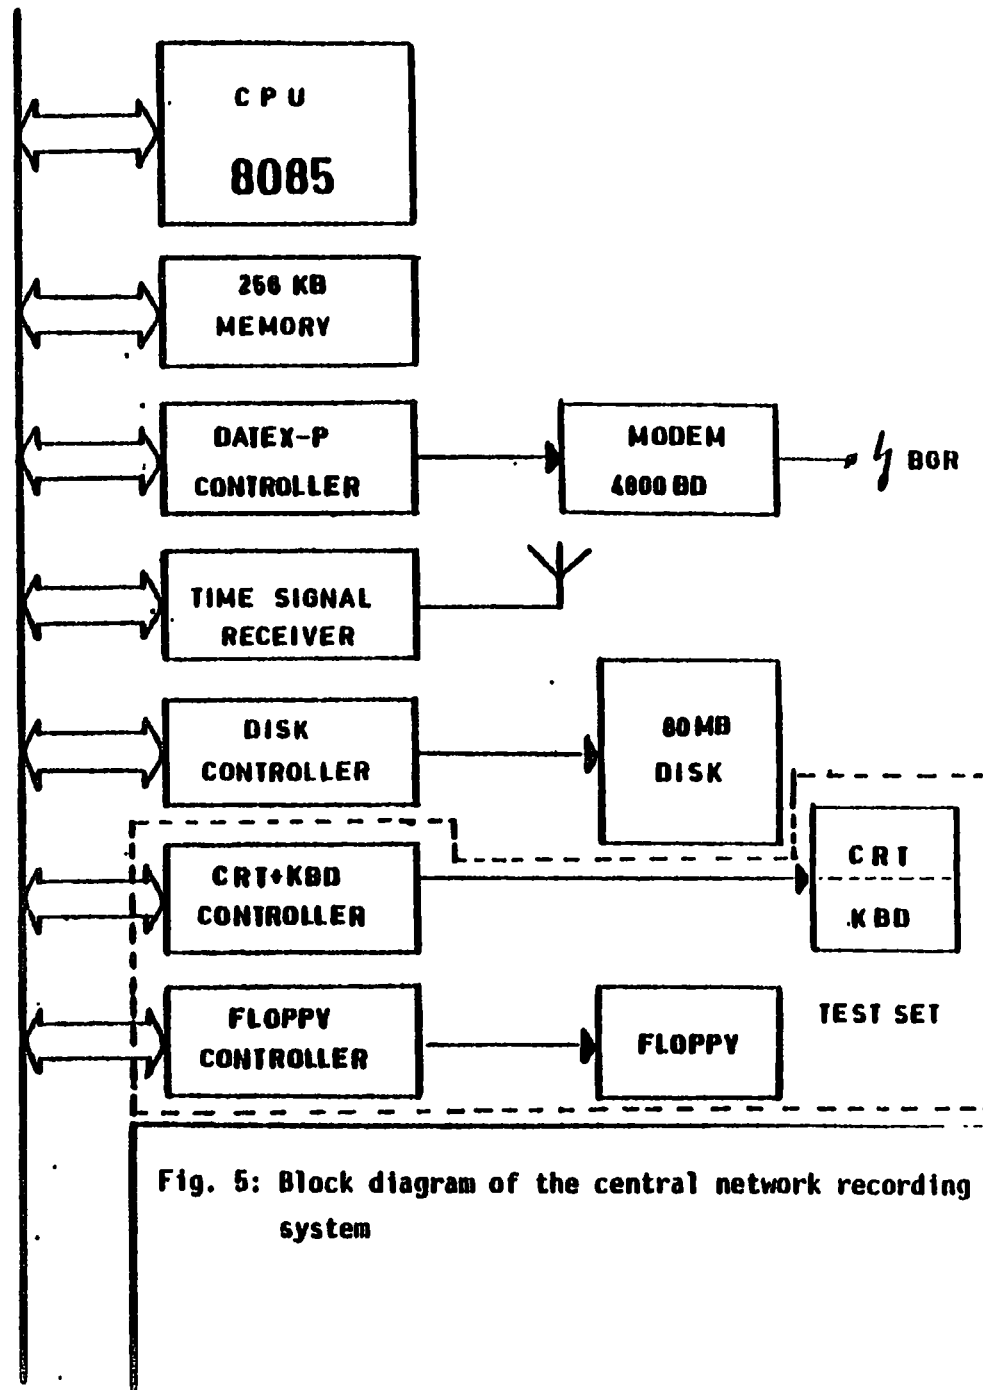 CPU
8085
256 KB
MEMORY
DATEX-P
CONTROLLER
MODEM
4800 BD
BGR
TIME SIGNAL
RECEIVER
DISK
CONTROLLER
80 MB
DISK
CRT+KBD
CONTROLLER
CRT
KBD
FLOPPY
CONTROLLER
FLOPPY
TEST SET
Fig. 5: Block diagram of the central network recording
system